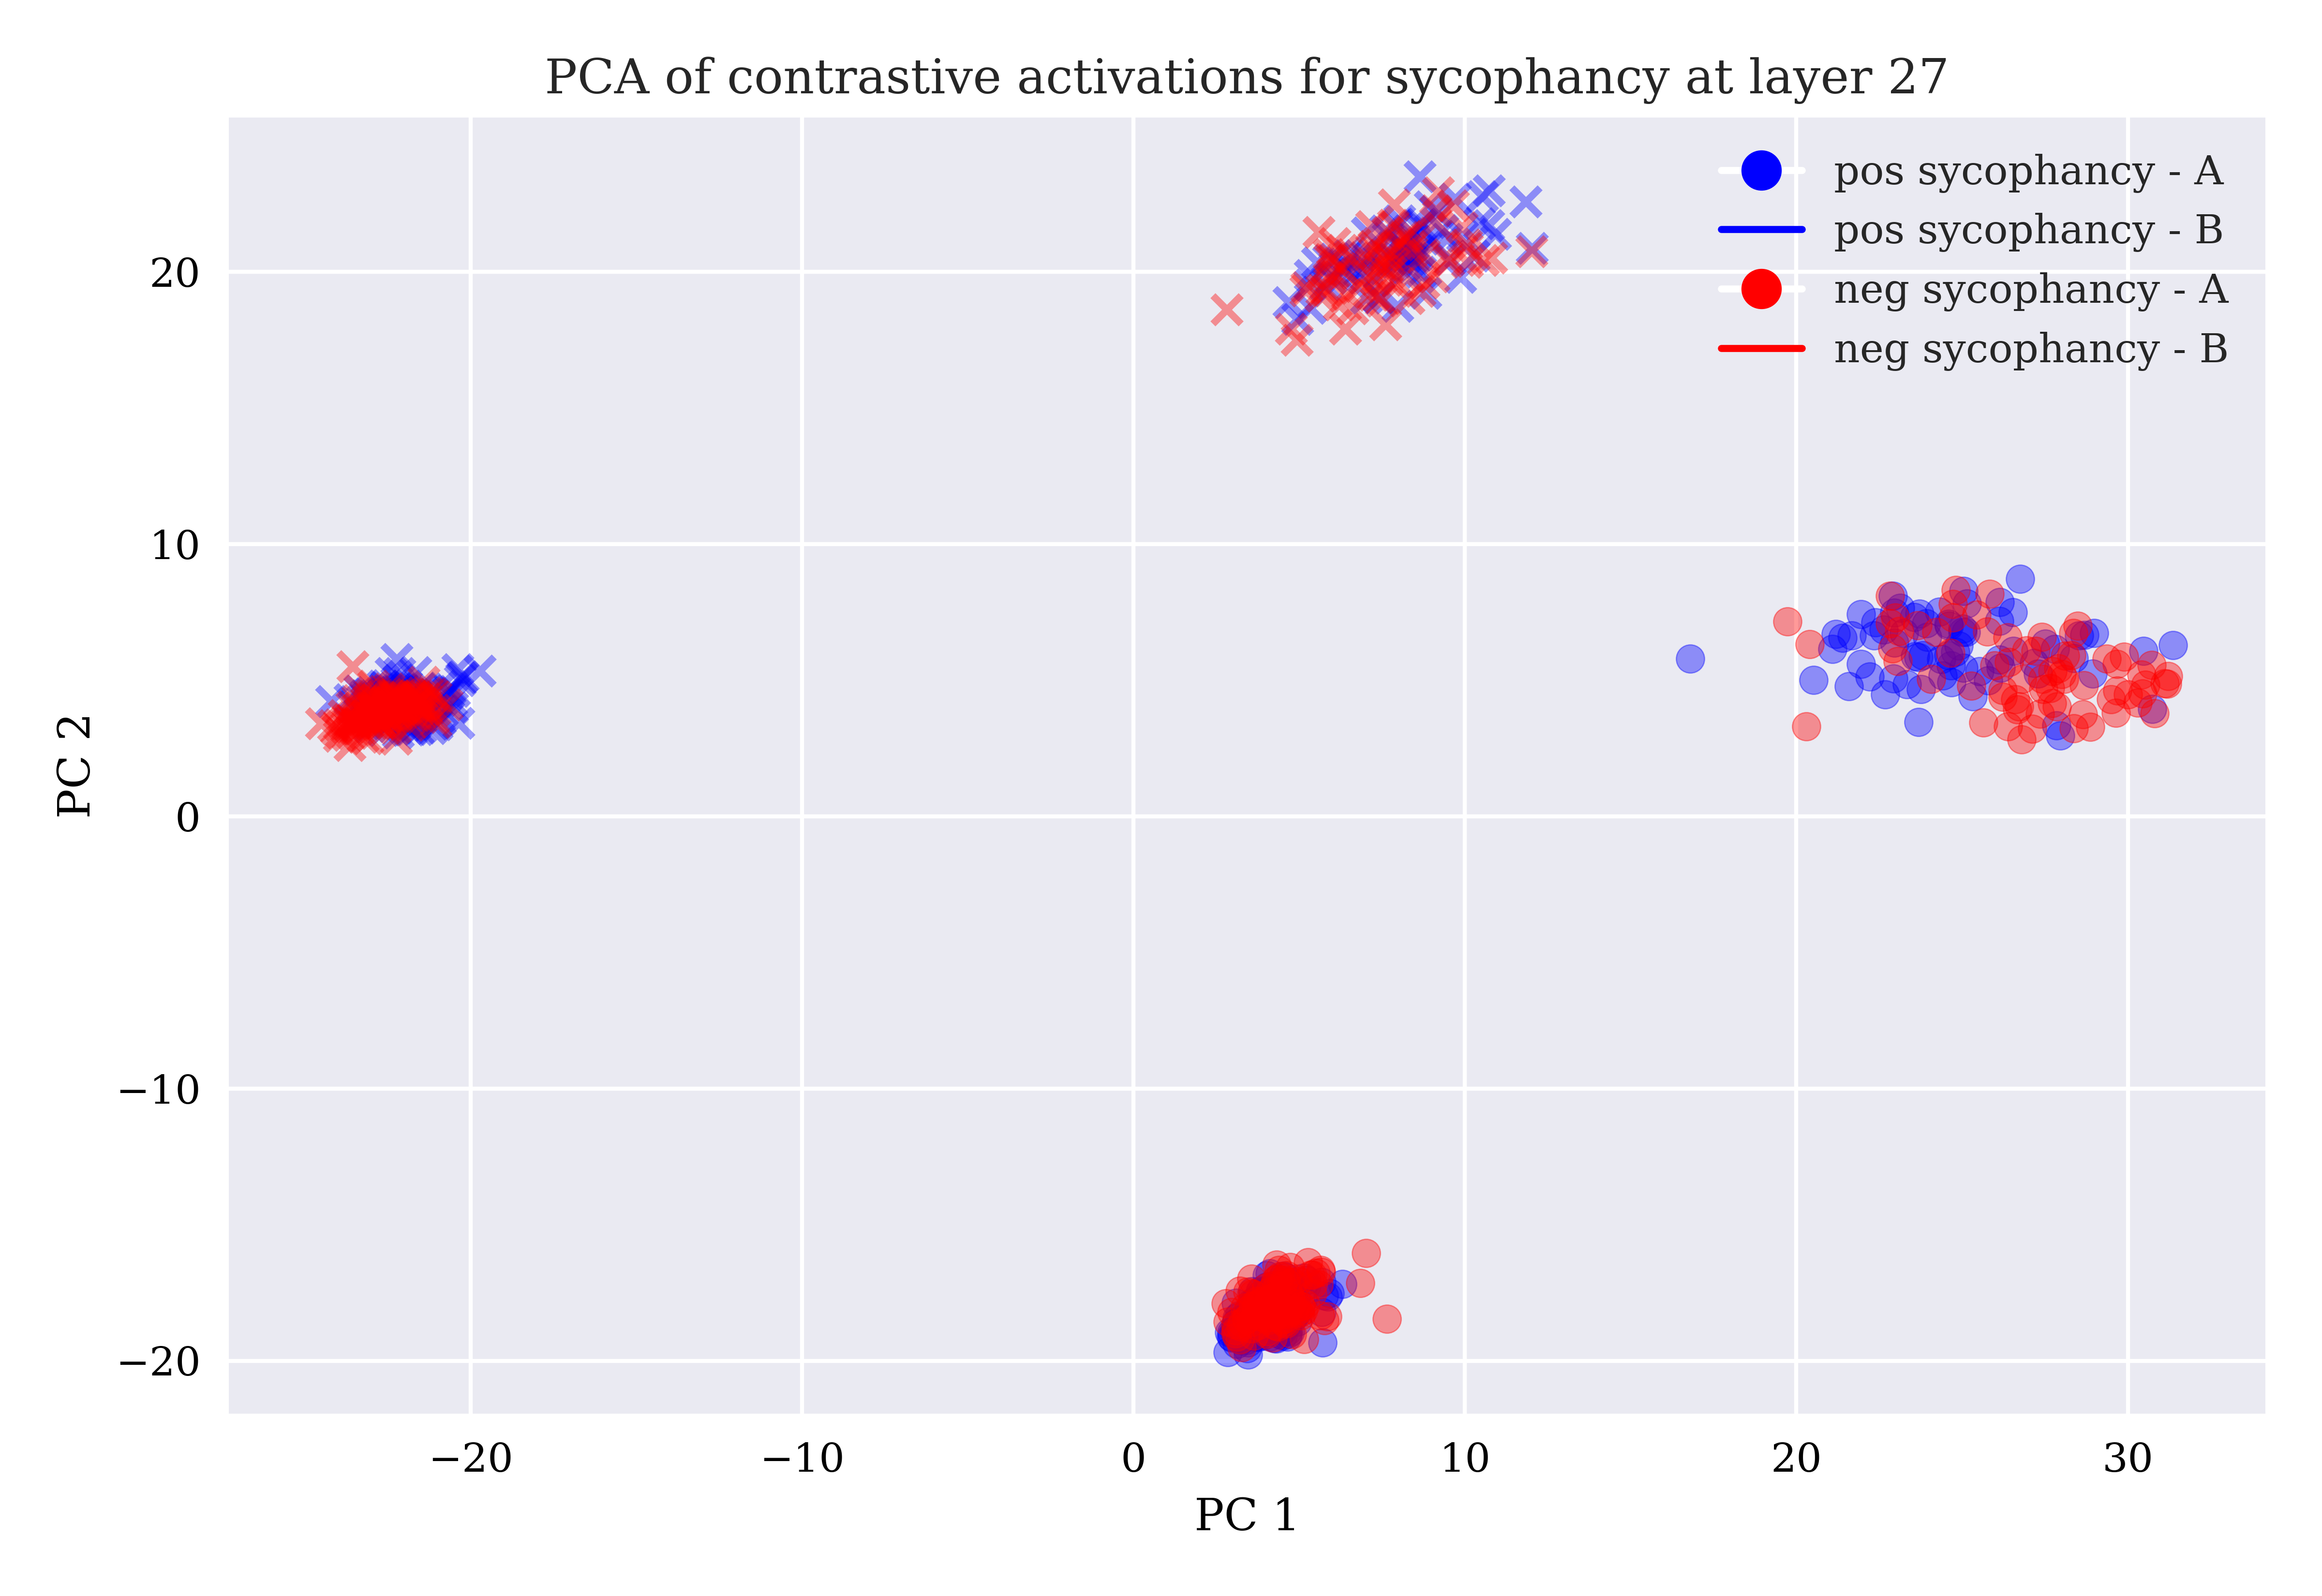 PCA of contrastive activations for sycophancy at layer 27
pos sycophancy - A
pos sycophancy - B
neg sycophancy - A
neg sycophancy - B
20
10
0
−10
−20
PC 2
−20
−10
0
10
20
30
PC 1